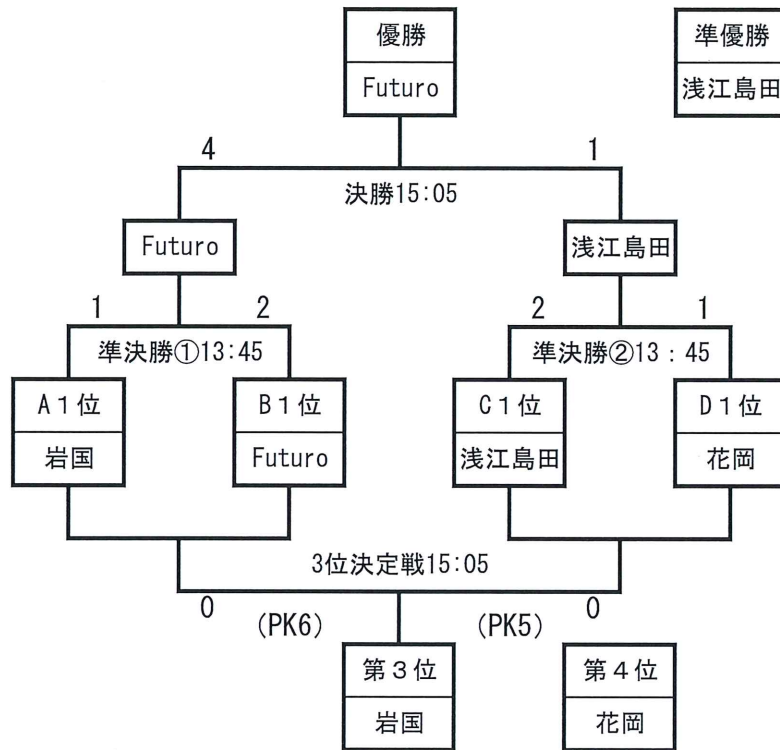 優勝
準優勝
Futuro
浅江島田
4
1
決勝15:05
Futuro
浅江島田
1
2
2
1
準決勝①13:45
準決勝②13：45
A１位
B１位
C１位
D１位
岩国
Futuro
浅江島田
花岡
3位決定戦15:05
0
0
(PK6)
(PK5)
第３位
第４位
岩国
花岡